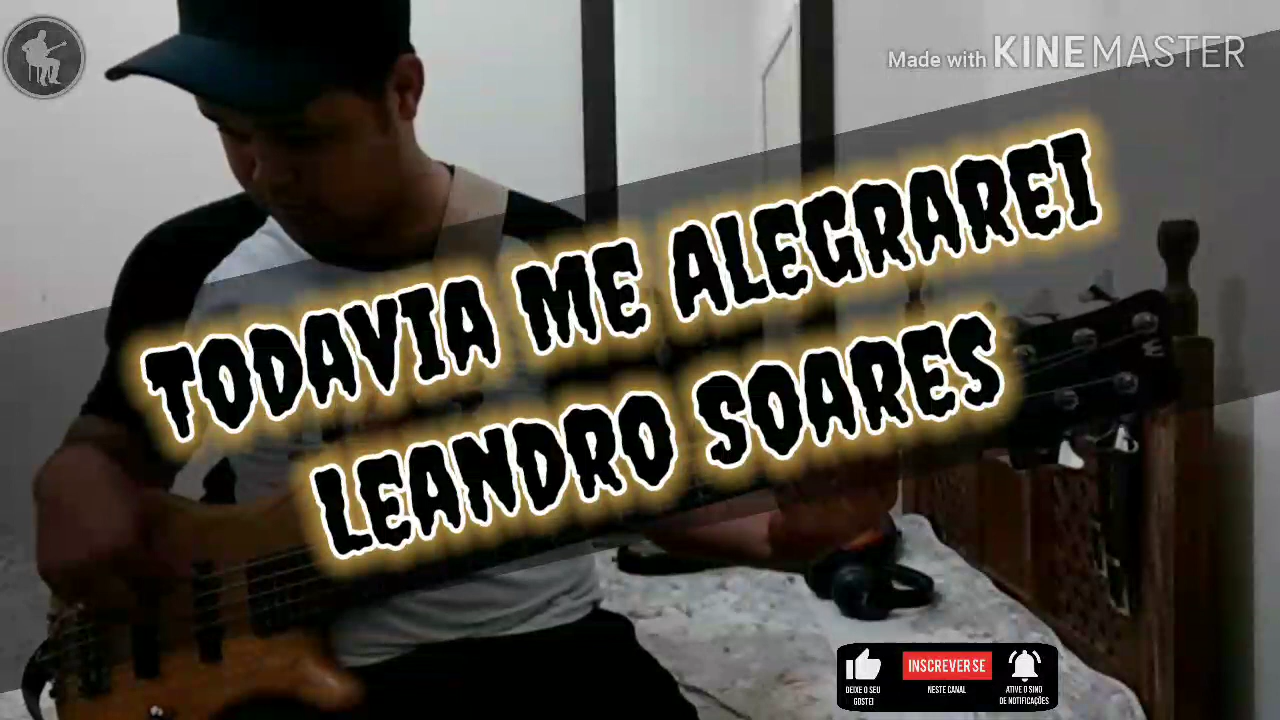 Made with KINEMASTER
TODAVIA ME ALEGRAREI
LEANDRO SOARES
W
DEIXE O SEU
GOSTEI
INSCREVER SE
NESTE CANAL
ATIVE O SINO
DE NOTIFICAÇÕES